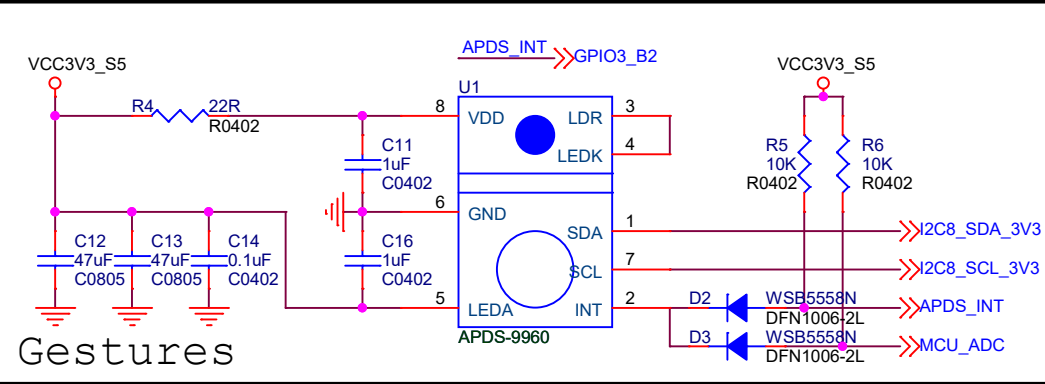 APDS_INT GPIO3_B2
VCC3V3_S5 VCC3V3_S5
U1
R4 22R
R0402
8 VDD LDR 3
LEDK 4
C11
1uF
C0402
R5
10K
R0402
R6
10K
R0402
6 GND
SDA 1 I2C8_SDA_3V3
C12
47uF
C0805
C13
47uF
C0805
C14
0.1uF
C0402
C16
1uF
C0402
SCL 7 I2C8_SCL_3V3
5 LEDA INT 2
D2 WSB5558N APDS_INT
DFN1006-2L
APDS-9960
D3 WSB5558N MCU_ADC
DFN1006-2L
Gestures